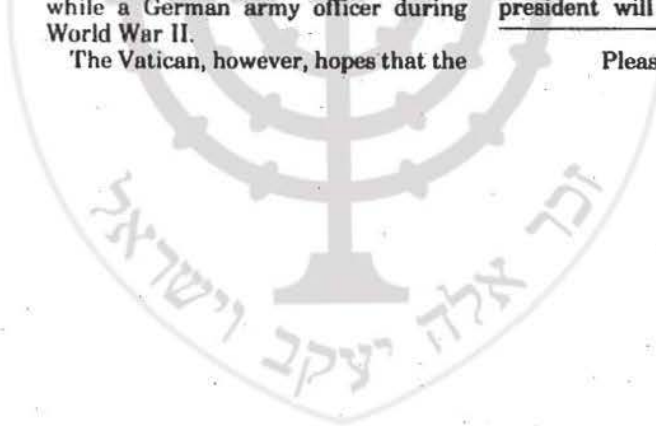 while a German army officer during
World War II.
The Vatican, however, hopes that the
president will
Pleas
זכר אלה יעקב וישראל